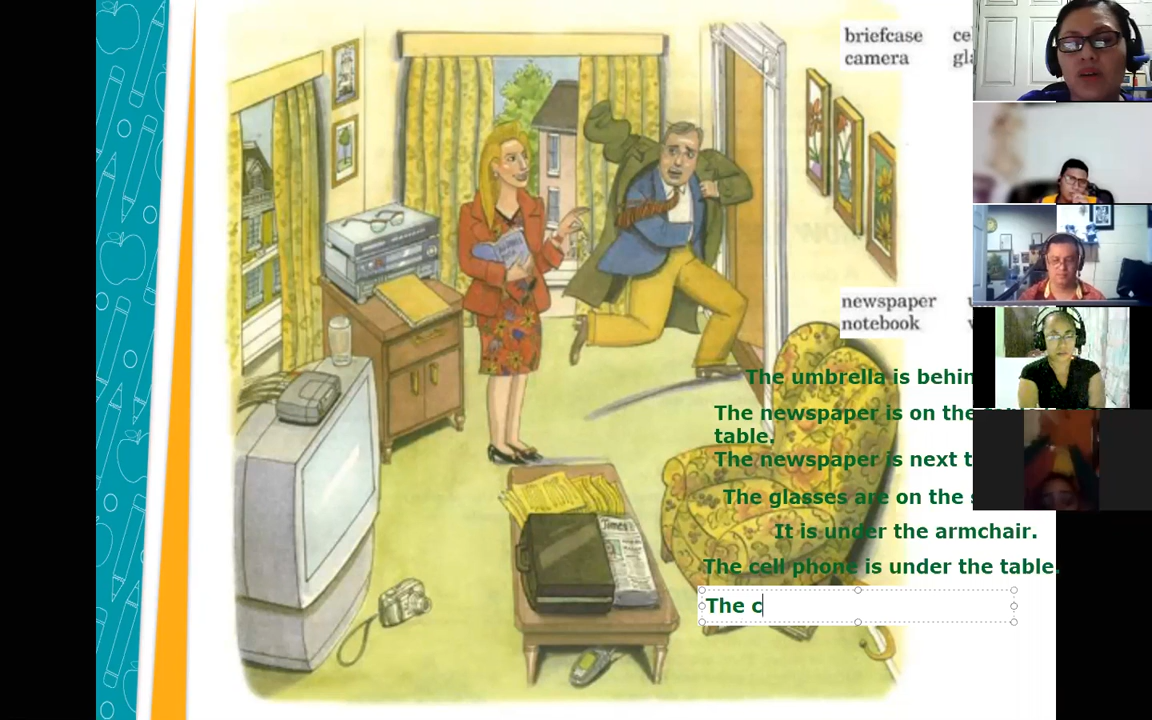 briefcase
camera
newspaper
notebook
Times
The umbrella is behin
The newspaper is on the
table.
The newspaper is next t
The glasses are on the s
It is under the armchair.
The cell phone is under the table.
The c